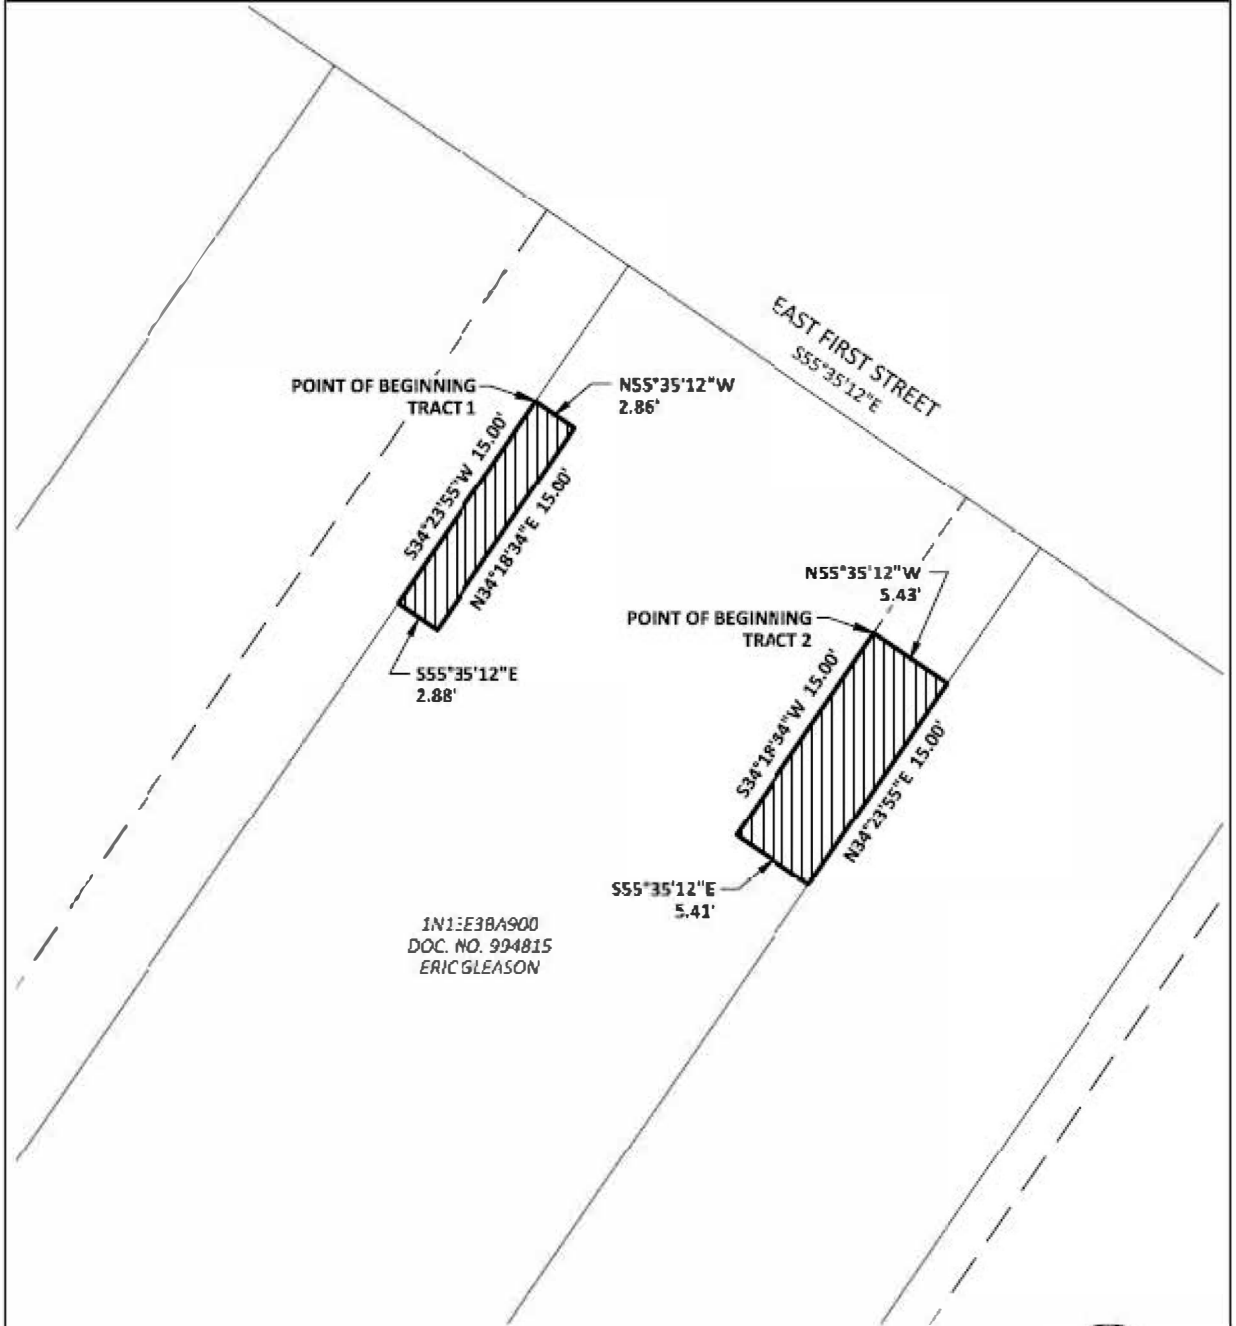 EAST FIRST STREET
S55°35'12"E
POINT OF BEGINNING
TRACT 1
N55°35'12"W
2.86'
S34°23'55"W 15.00'
N34°18'34"E 15.00'
S55°35'12"E
2.88'
N55°35'12"W
5.43'
POINT OF BEGINNING
TRACT 2
S34°18'34"W 15.00'
N34°23'55"E 15.00'
S55°35'12"E
5.41'
DOC. NO. 994815
ERIC GLEASON